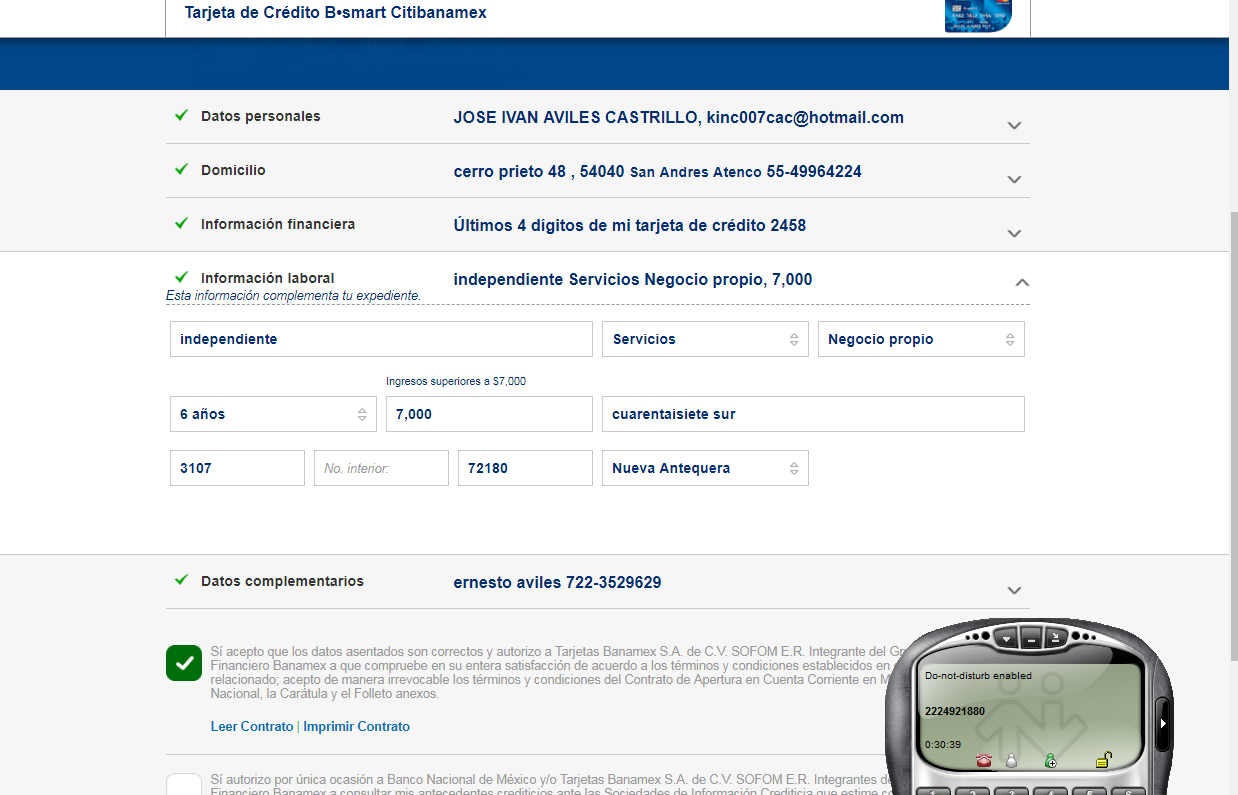 Tarjeta de Crédito B•smart Citibanamex
Datos personales JOSE IVAN AVILES CASTRILLO, kinc007cac@hotmail.com
Domicilio cerro prieto 48 , 54040 San Andres Atenco 55-49964224
Información financiera Últimos 4 dígitos de mi tarjeta de crédito 2458
Información laboral independiente Servicios Negocio propio, 7,000
Esta información complementa tu expediente.
independiente Servicios Negocio propio
Ingresos superiores a $7,000
6 años 7,000 cuarentaisiete sur
3107 No. interior: 72180 Nueva Antequera
Datos complementarios ernesto aviles 722-3529629
Sí acepto que los datos asentados son correctos y autorizo a Tarjetas Banamex S.A. de C.V. SOFOM E.R. Integrante del
Financiero Banamex a que compruebe en su entera satisfacción de acuerdo a los términos y condiciones establecidos en
relacionado; acepto de manera irrevocable los términos y condiciones del Contrato de Apertura en Cuenta Corriente en
Nacional, la Carátula y el Folleto anexos.
Leer Contrato | Imprimir Contrato
Sí autorizo por única ocasión a Banco Nacional de México y/o Tarjetas Banamex S.A. de C.V. SOFOM E.R. Integrantes
Financiero Banamex a consultar mis antecedentes crediticios ante las Sociedades de Información Crediticia que estime
Do-not-disturb enabled
2224921880
0:30:39
1 2 3 4 5 6